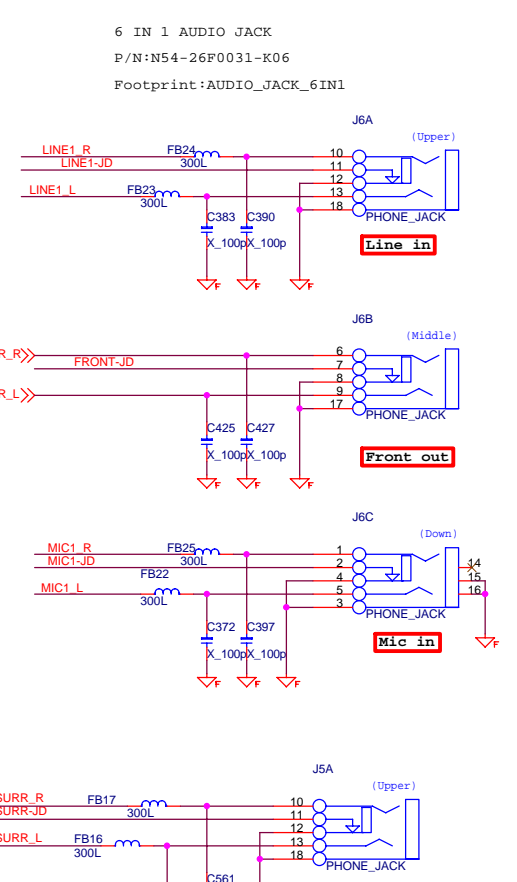 6 IN 1 AUDIO JACK
P/N:N54-26F0031-K06
Footprint:AUDIO_JACK_6IN1
J6A
(Upper)
LINE1_R FB24 10
LINE1-JD 300L 11
12
LINE1_L FB23 13
300L 18
C383 C390 PHONE_JACK
Line in
X_100p X_100p
F F F
J6B
(Middle)
R_R 6
FRONT-JD 7
8
R_L 9
17
PHONE_JACK
C425 C427
X_100p X_100p Front out
F F F
J6C
(Down)
MIC1_R FB25 1
MIC1-JD 300L 2 14
FB22 4 15
MIC1_L 5 16
300L 3
PHONE_JACK
C372 C397
Mic in
X_100p X_100p
F
F F F
J5A
(Upper)
SURR_R FB17 10
SURR-JD 300L 11
12
SURR_L FB16 13
300L 18
PHONE_JACK
C561